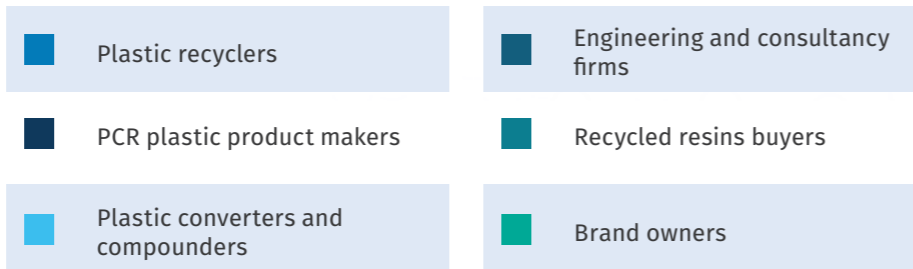 Plastic recyclers
PCR plastic product makers
Plastic converters and
compounders
Engineering and consultancy
firms
Recycled resins buyers
Brand owners